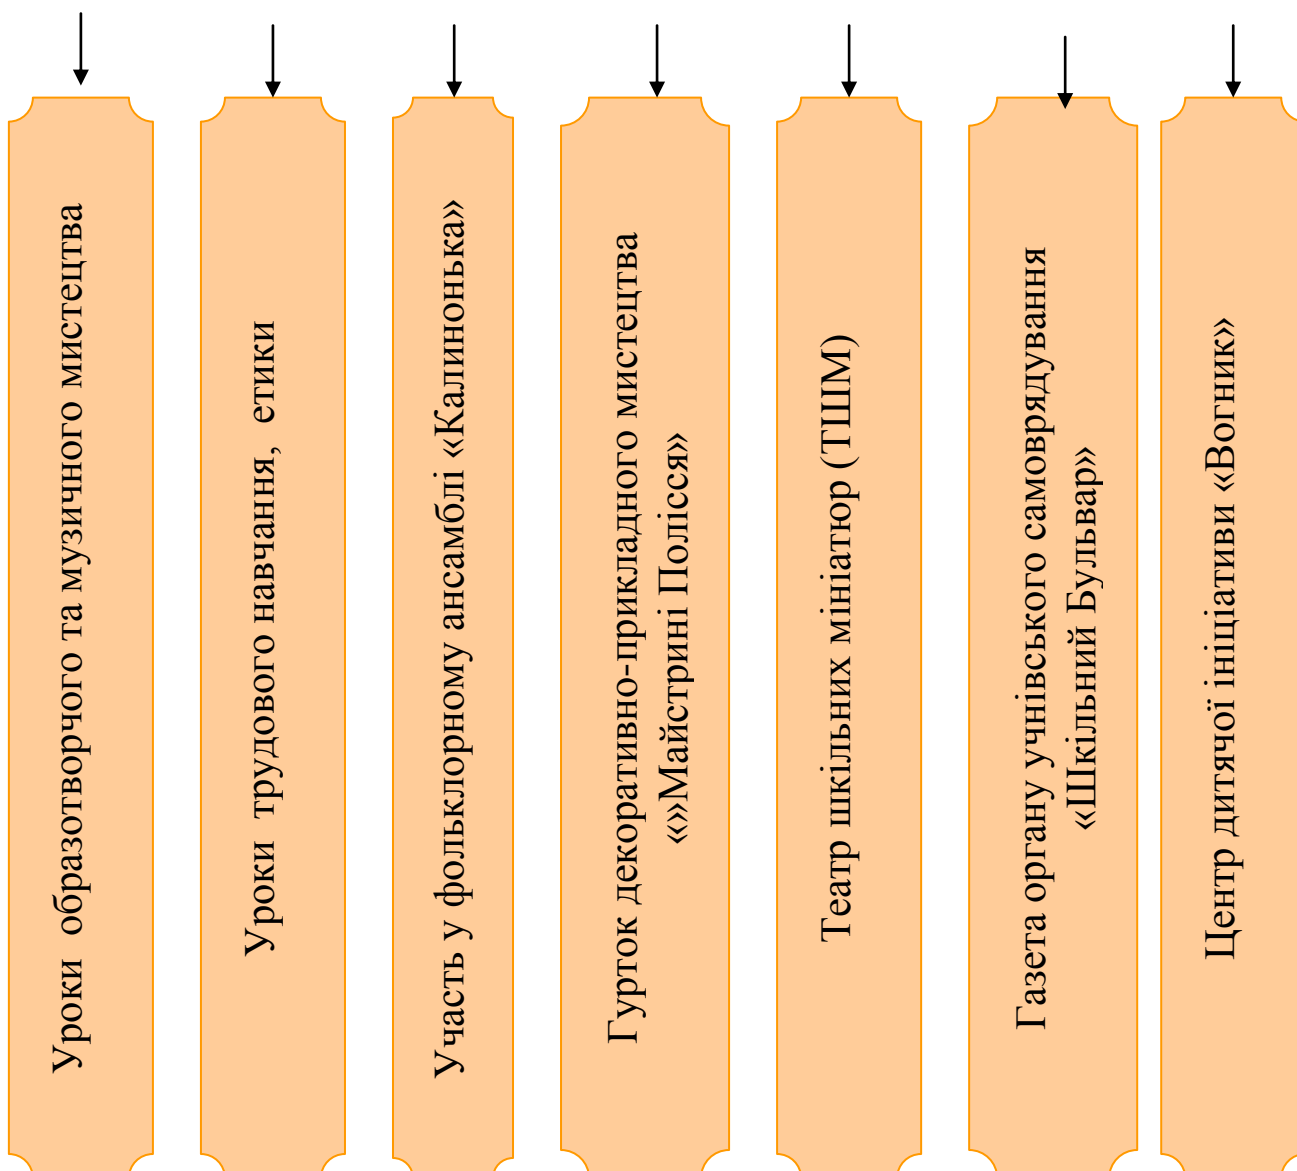 Уроки образотворчого та музичного мистецтва
Уроки трудового навчання, етики
Участь у фольклорному ансамблі «Калинонька»
Гурток декоративно-прикладного мистецтва
«»Майстрині Полісся»
Театр шкільних мініатюр (ТШМ)
Газета органу учнівського самоврядування
«Шкільний Бульвар»
Центр дитячої ініціативи «Вогник»